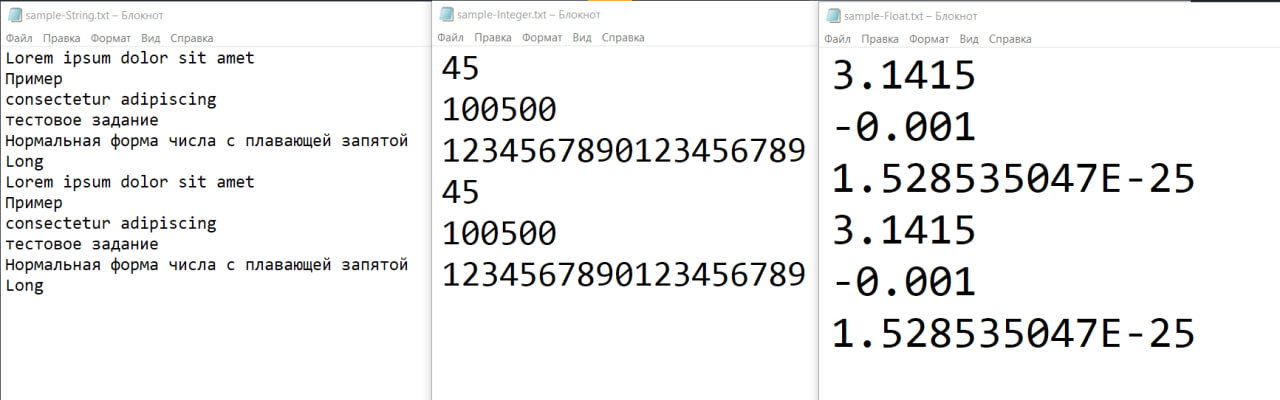 sample-String.txt – Блокнот
Файл Правка Формат Вид Справка
Lorem ipsum dolor sit amet
Пример
consectetur adipiscing
тестовое задание
Нормальная форма числа с плавающей запятой
Long
Lorem ipsum dolor sit amet
Пример
consectetur adipiscing
тестовое задание
Нормальная форма числа с плавающей запятой
Long
sample-Integer.txt – Блокнот
Файл Правка Формат Вид Справка
45
100500
1234567890123456789
45
100500
1234567890123456789
sample-Float.txt – Блокнот
Файл Правка Формат Вид Справка
3.1415
-0.001
1.528535047E-25
3.1415
-0.001
1.528535047E-25